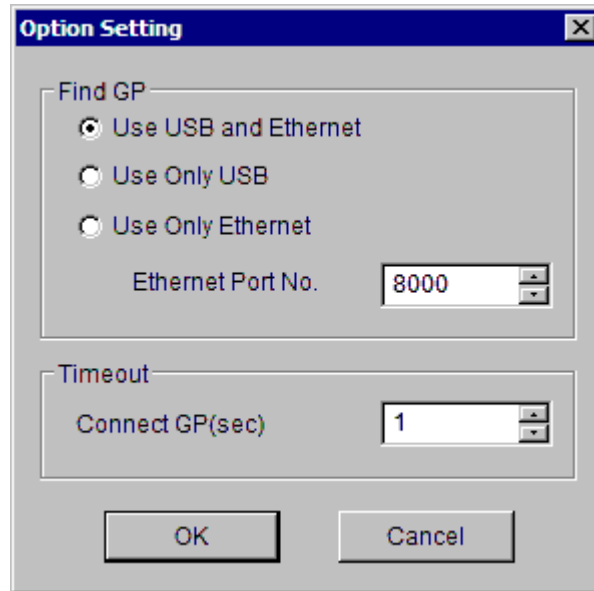 Option Setting
Find GP
Use USB and Ethernet
Use Only USB
Use Only Ethernet
Ethernet Port No. 8000
Timeout
Connect GP(sec) 1
OK Cancel